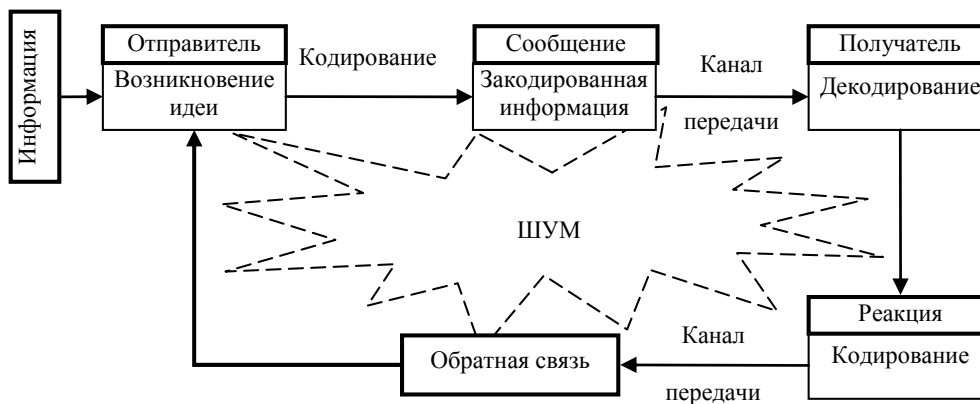 Информация
Отправитель
Возникновение
идеи
Кодирование
Сообщение
Закодированная
информация
Канал
передачи
Получатель
Декодирование
ШУМ
Реакция
Кодирование
Канал
передачи
Обратная связь